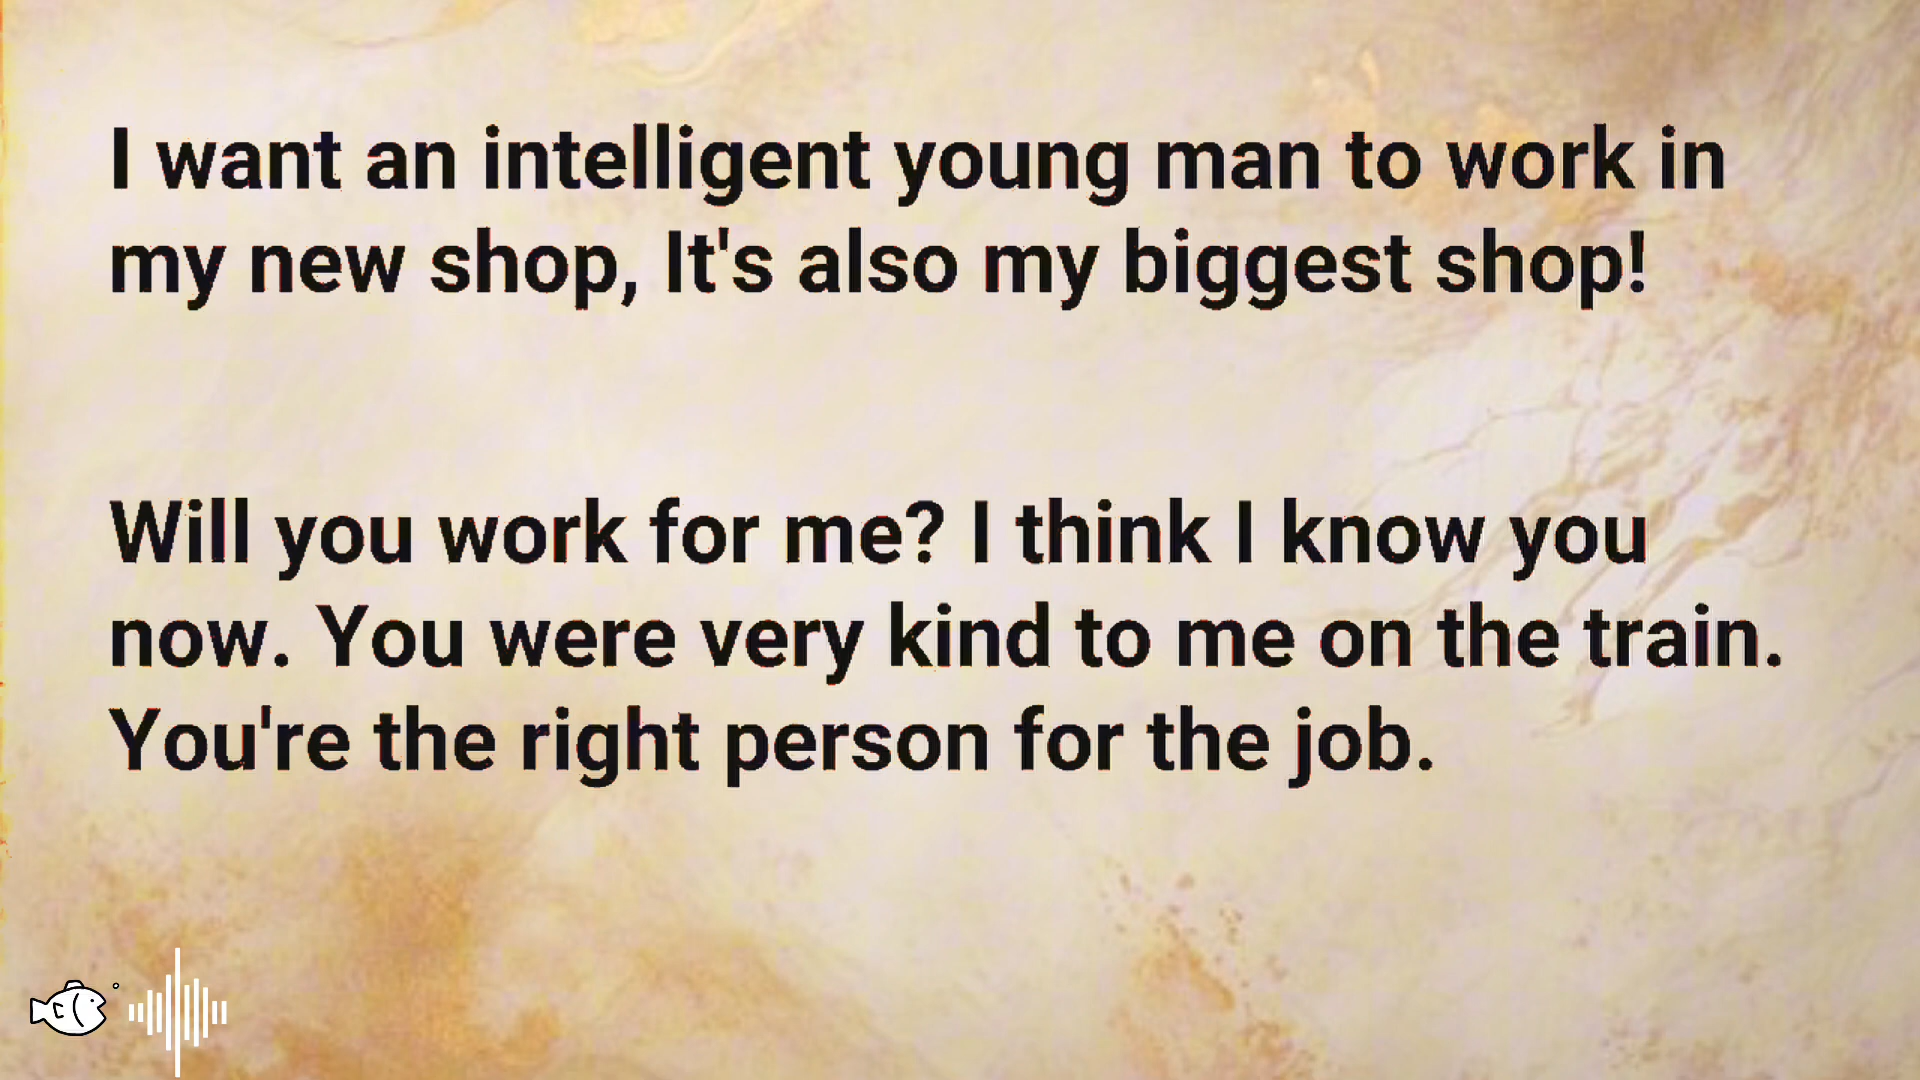 I want an intelligent young man to work in
my new shop, It's also my biggest shop!
Will you work for me? I think I know you
now. You were very kind to me on the train.
You're the right person for the job.